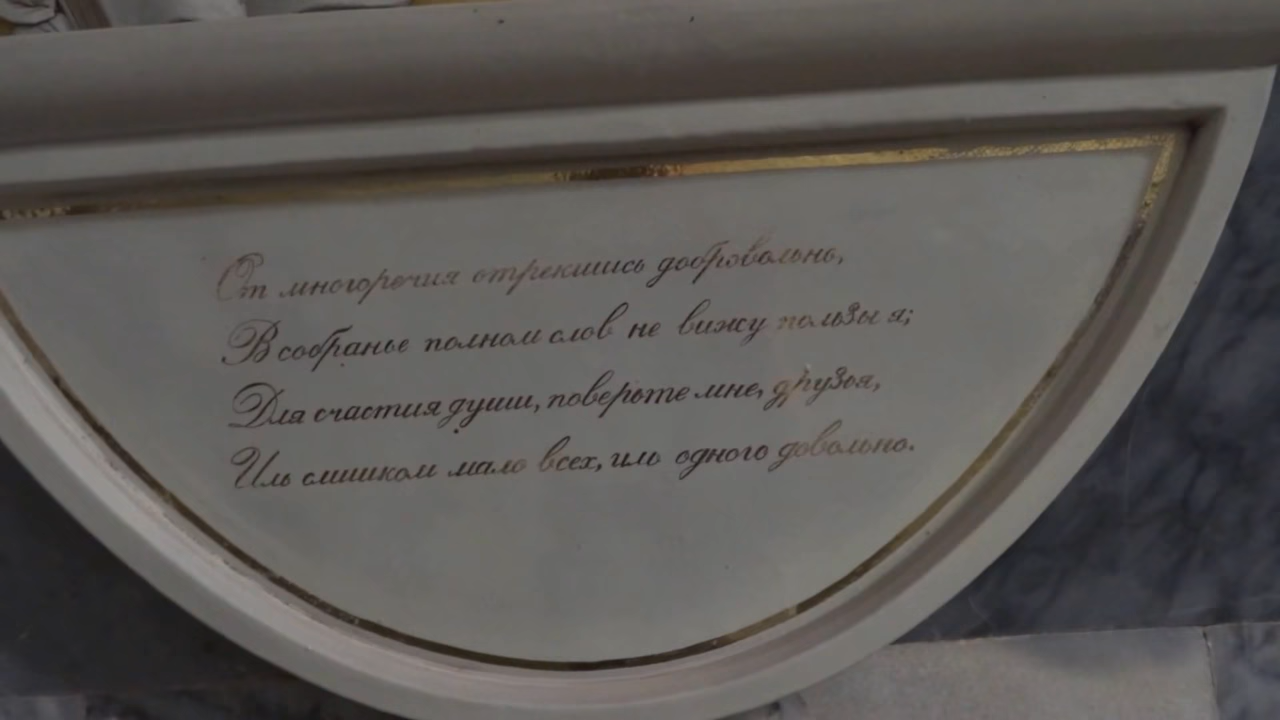 От многоречия отрекшись добровольно,
В собранье полном слов не вижу пользы я;
Для счастия души, поверьте мне, друзья,
Иль слишком мало всех, иль одного довольно.